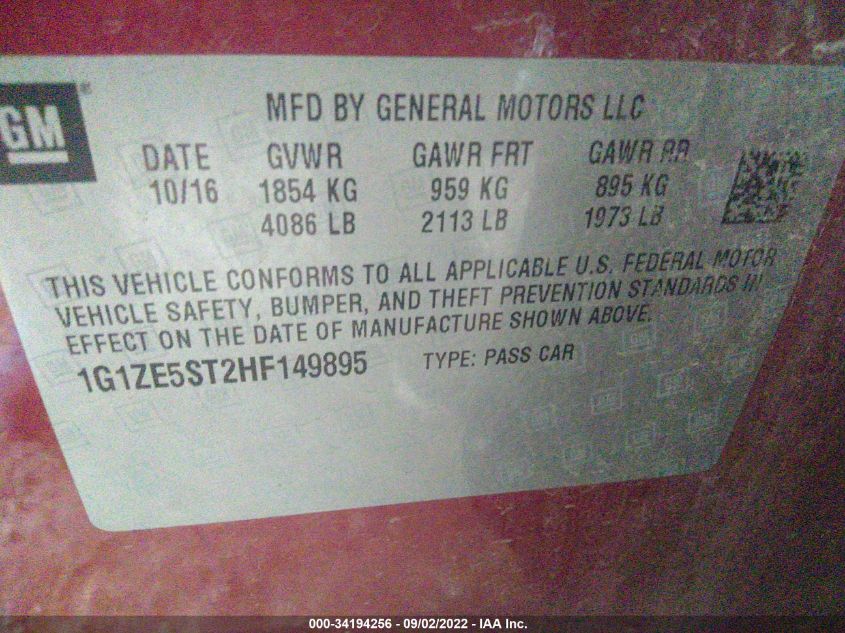 GM ®
MFD BY GENERAL MOTORS LLC
DATE GVWR GAWR FRT GAWR RR
10/16 1854 KG 959 KG 895 KG
4086 LB 2113 LB 1973 LB
THIS VEHICLE CONFORMS TO ALL APPLICABLE U.S. FEDERAL MOTOR
VEHICLE SAFETY, BUMPER, AND THEFT PREVENTION STANDARDS IN
EFFECT ON THE DATE OF MANUFACTURE SHOWN ABOVE.
1G1ZE5ST2HF149895 TYPE: PASS CAR
000-34194256 - 09/02/2022 - IAA Inc.